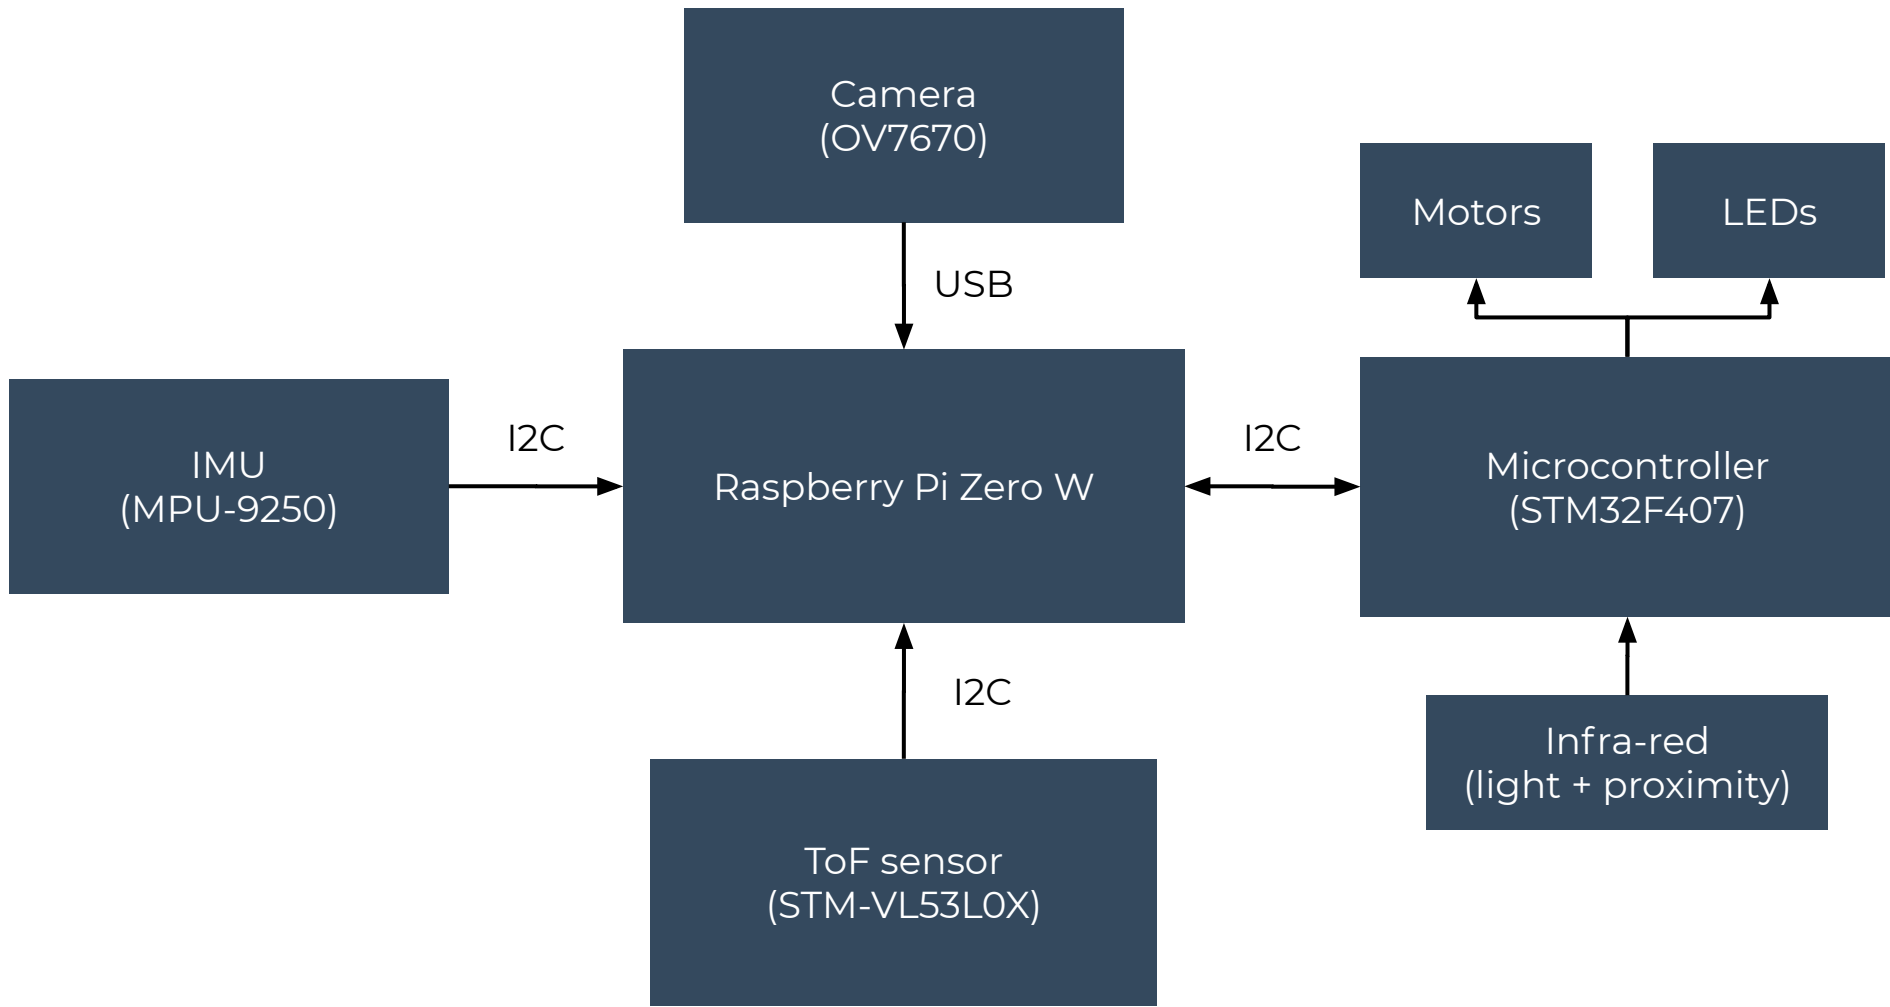 Camera
(OV7670)
Motors
LEDs
USB
IMU
(MPU-9250)
I2C
Raspberry Pi Zero W
I2C
Microcontroller
(STM32F407)
I2C
Infra-red
(light + proximity)
ToF sensor
(STM-VL53L0X)